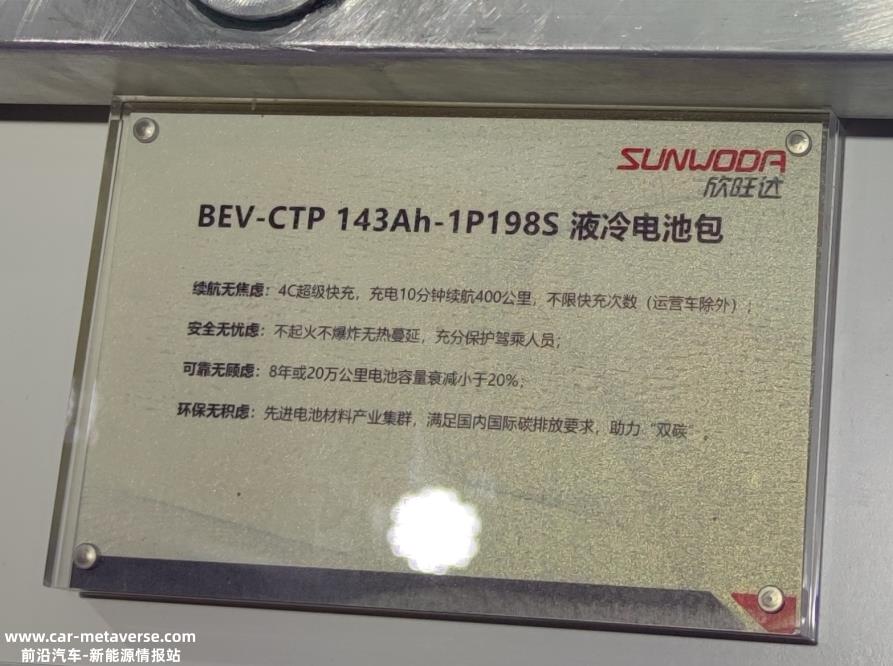 SUNWODA
欣旺达
BEV-CTP 143Ah-1P198S 液冷电池包
续航无焦虑：4C超级快充，充电10分钟续航400公里，不限快充次数（运营车除外）；
安全无忧虑：不起火不爆炸无热蔓延，充分保护驾乘人员；
可靠无顾虑：8年或20万公里电池容量衰减小于20%；
环保无积虑：先进电池材料产业集群，满足国内国际碳排放要求，助力“双碳”。
www.car-metaverse.com
前沿汽车-新能源情报站